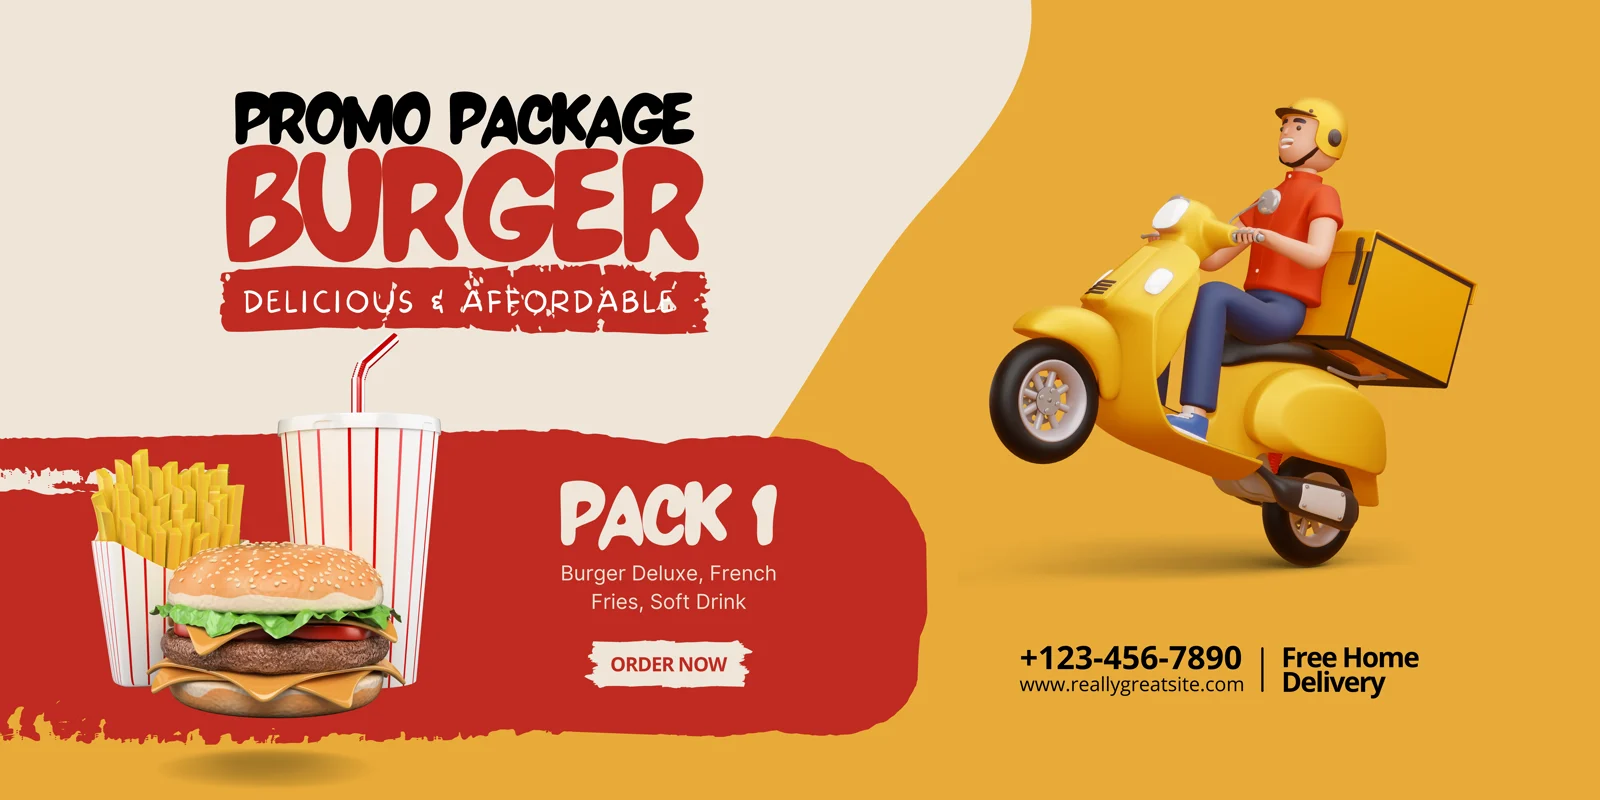 PROMO PACKAGE
BURGER
DELICIOUS & AFFORDABLE
PACK 1
Burger Deluxe, French
Fries, Soft Drink
ORDER NOW
+123-456-7890
www.reallygreatsite.com
Free Home
Delivery